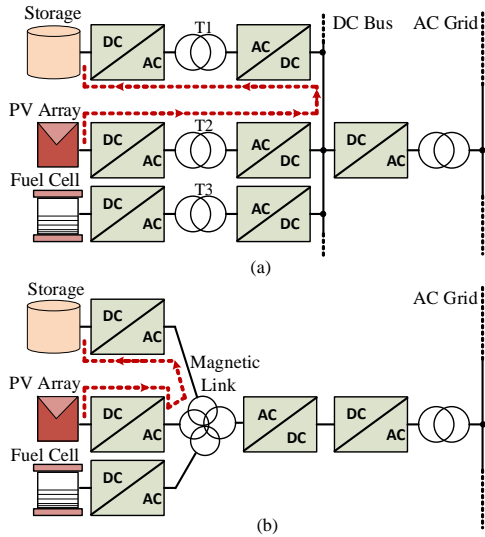 T1
DC Bus
AC Grid
Storage
DC
AC
AC
DC
PV Array
T2
DC
AC
AC
DC
DC
AC
Fuel Cell
T3
DC
AC
AC
DC
(a)
Storage
AC Grid
DC
AC
Magnetic
Link
PV Array
DC
AC
AC
DC
DC
AC
Fuel Cell
DC
AC
(b)